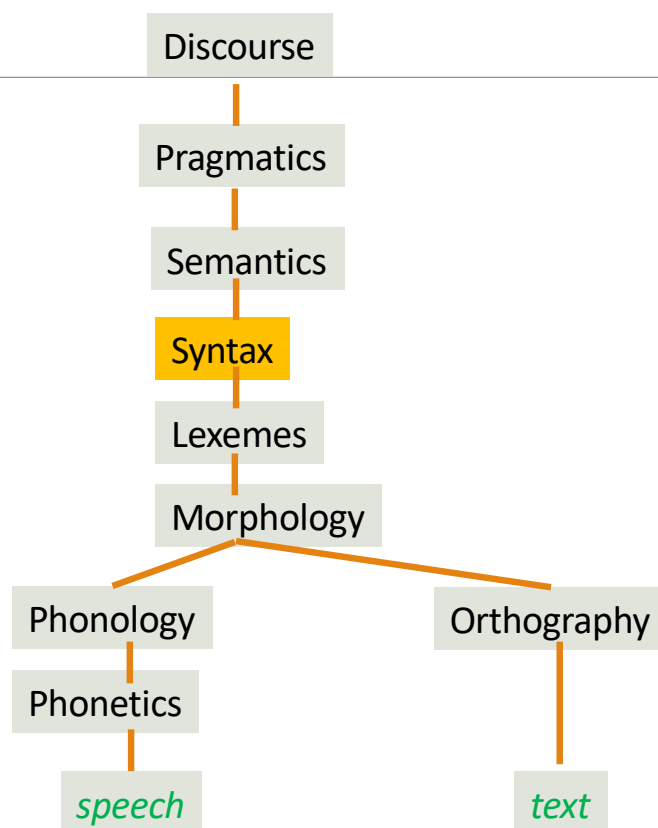 Discourse
Pragmatics
Semantics
Syntax
Lexemes
Morphology
Phonology
Orthography
Phonetics
speech
text